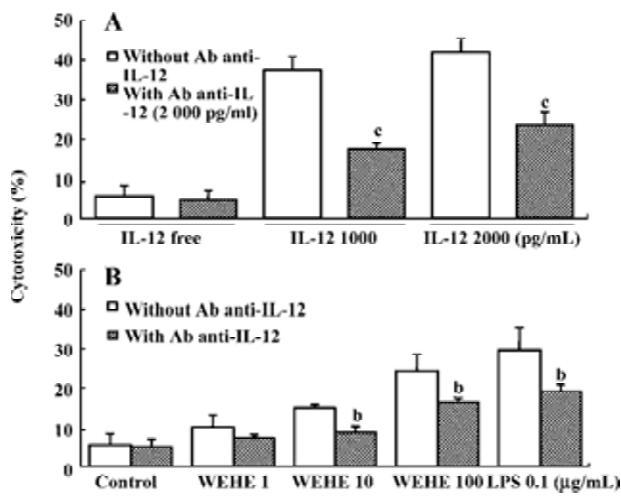 A
50
Without Ab anti-
IL-12
40
With Ab anti-IL
-12 (2 000 pg/ml)
30
c
c
20
10
0
IL-12 free
IL-12 1000
IL-12 2000 (pg/mL)
Cytotoxicity (%)
B
50
Without Ab anti-IL-12
40
With Ab anti-IL-12
30
b
b
20
b
10
0
Control
WEHE 1
WEHE 10
WEHE 100
LPS 0.1 (μg/mL)